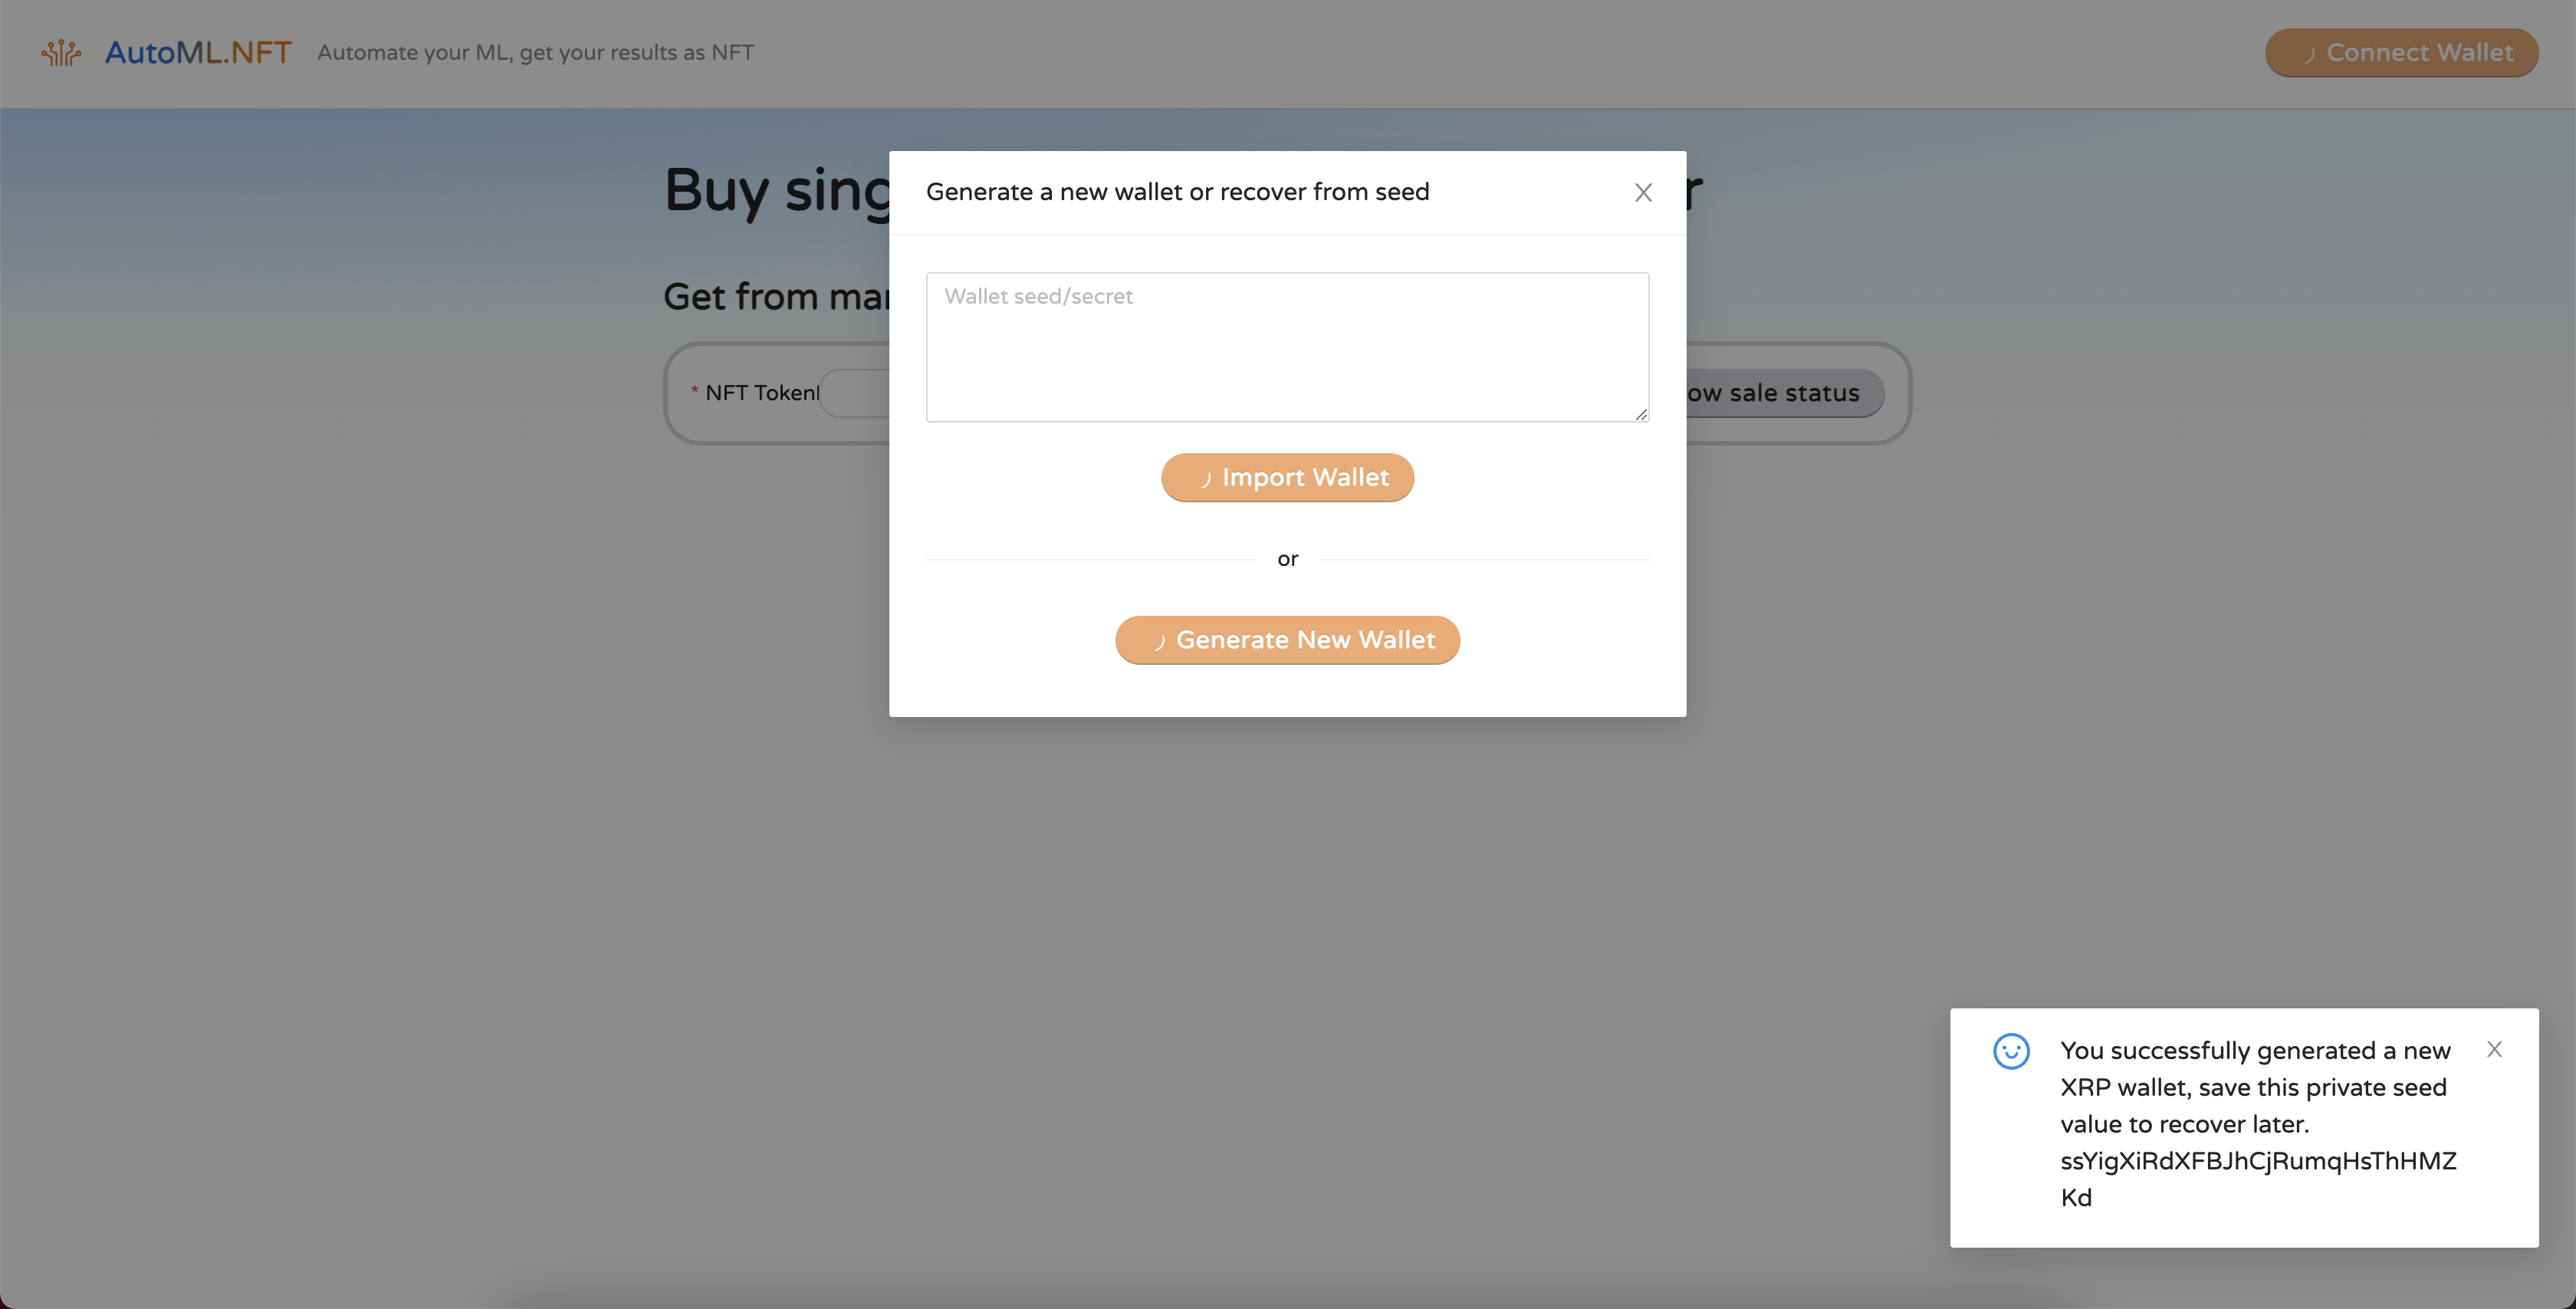 AutoML.NFT Automate your ML, get your results as NFT Connect Wallet
Buy sing r
Generate a new wallet or recover from seed
Get from mar
Wallet seed/secret
* NFT TokenI ow sale status
Import Wallet
or
Generate New Wallet
You successfully generated a new
XRP wallet, save this private seed
value to recover later.
ssYigXiRdXFBJhCjRumqHsThHMZ
Kd